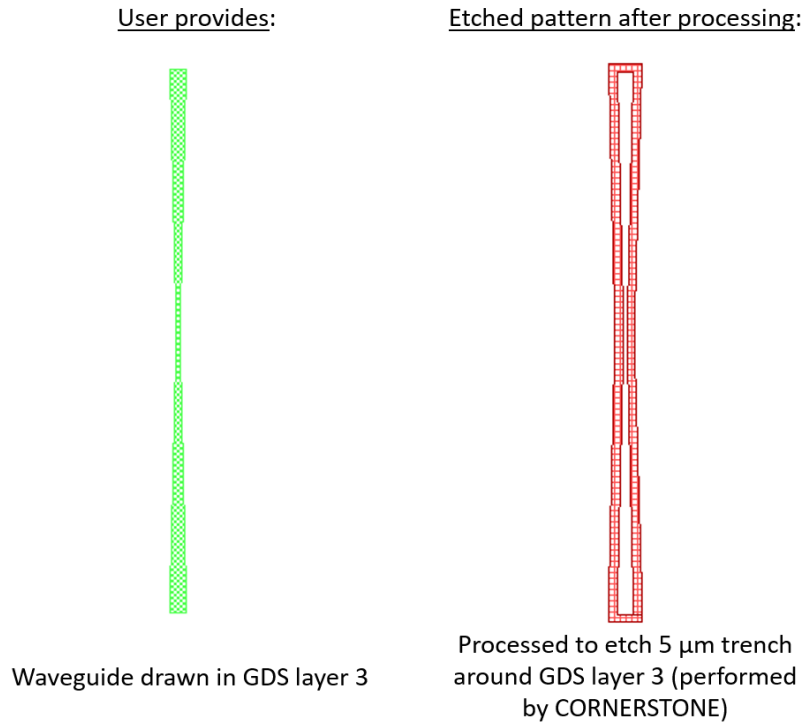 User provides:
Etched pattern after processing:
Waveguide drawn in GDS layer 3
Processed to etch 5 µm trench
around GDS layer 3 (performed
by CORNERSTONE)